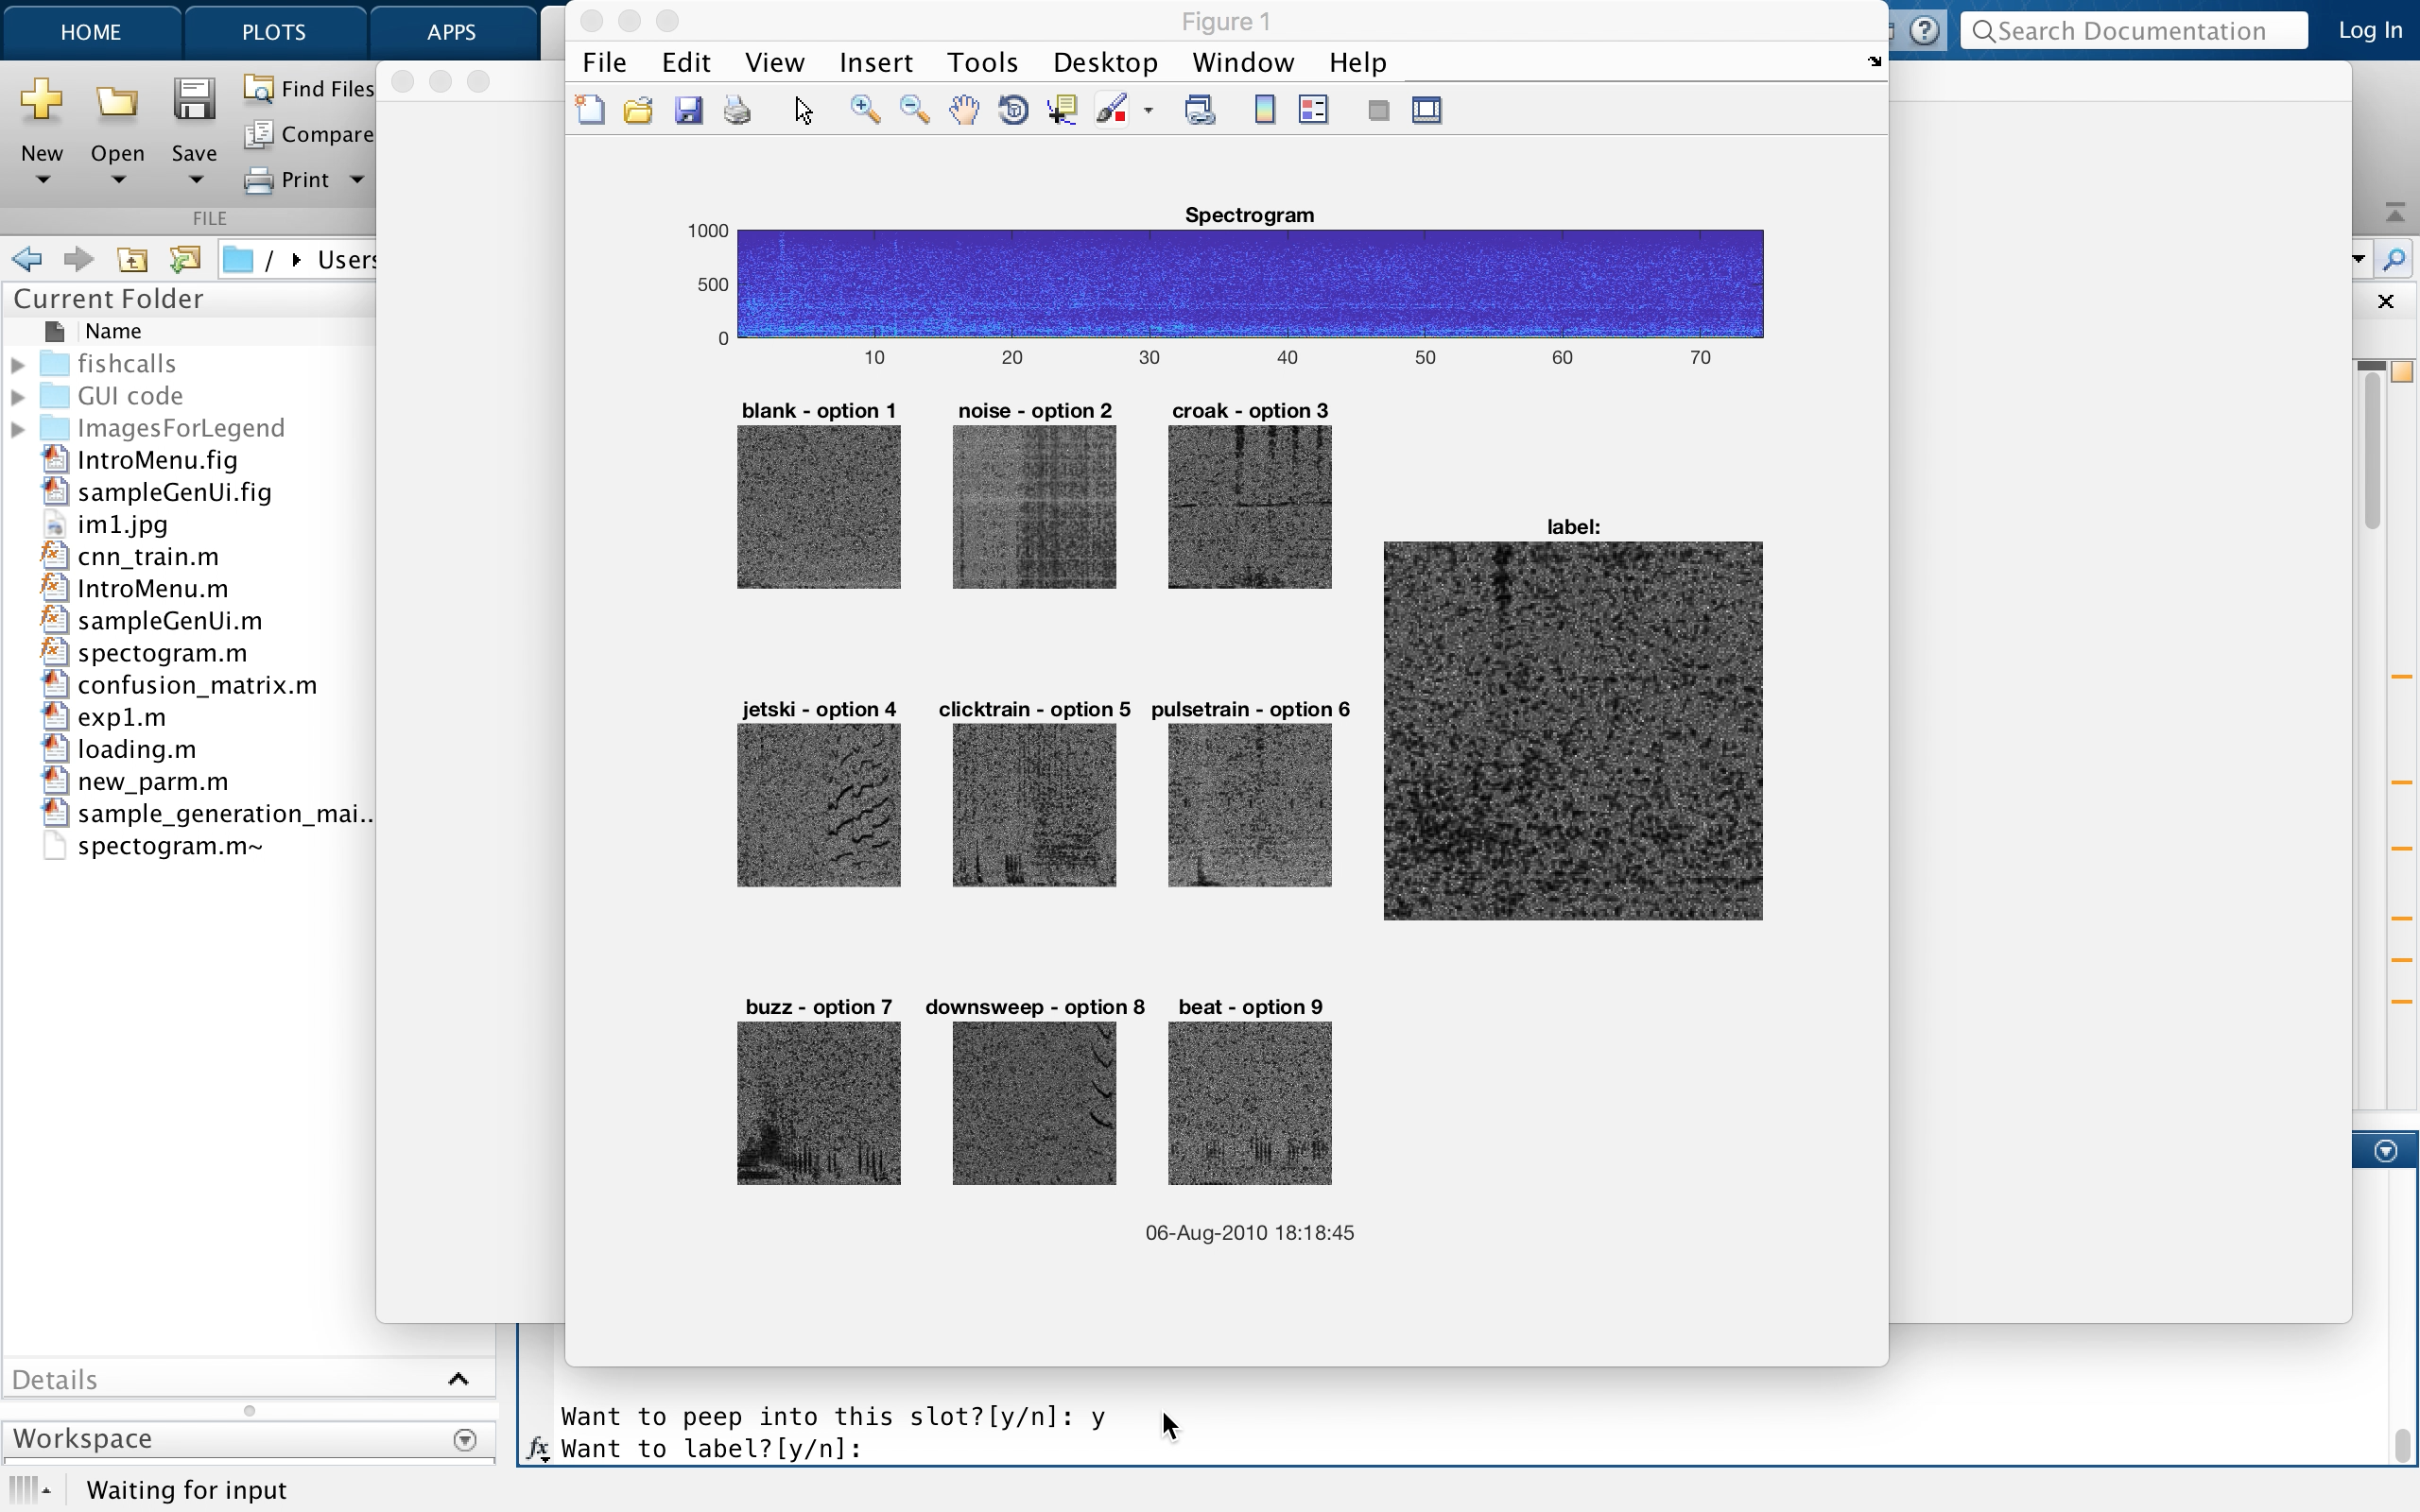 HOME PLOTS APPS
Figure 1
Search Documentation
Log In
File Edit View Insert Tools Desktop Window Help
New Open Save
Find Files
Compare
Print
FILE
/ Users
Current Folder
Name
fishcalls
GUI code
ImagesForLegend
IntroMenu.fig
sampleGenUi.fig
im1.jpg
cnn_train.m
IntroMenu.m
sampleGenUi.m
spectogram.m
confusion_matrix.m
exp1.m
loading.m
new_parm.m
sample_generation_mai..
spectogram.m~
Details
Workspace
Waiting for input
Spectrogram
1000
500
0
10 20 30 40 50 60 70
blank - option 1
noise - option 2
croak - option 3
label:
jetski - option 4
clicktrain - option 5
pulsetrain - option 6
buzz - option 7
downsweep - option 8
beat - option 9
06-Aug-2010 18:18:45
Want to peep into this slot?[y/n]: y
fx Want to label?[y/n]: